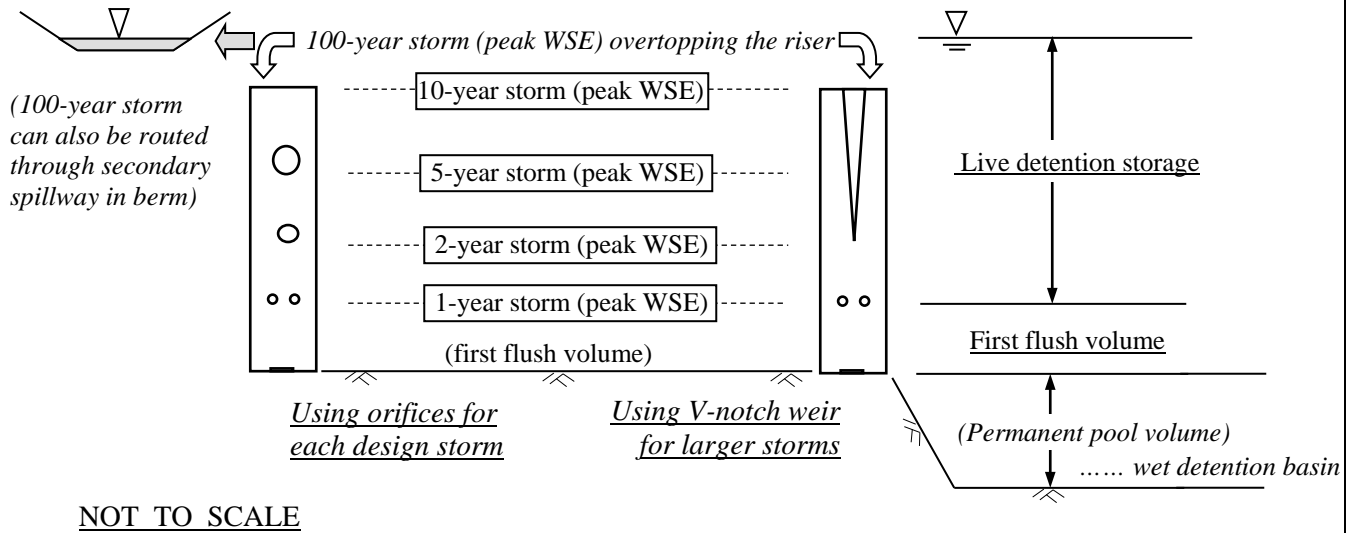 100-year storm (peak WSE) overtopping the riser
(100-year storm
can also be routed
through secondary
spillway in berm)
10-year storm (peak WSE)
5-year storm (peak WSE)
2-year storm (peak WSE)
1-year storm (peak WSE)
(first flush volume)
Using orifices for
each design storm
Using V-notch weir
for larger storms
Live detention storage
First flush volume
(Permanent pool volume)
…… wet detention basin
NOT TO SCALE